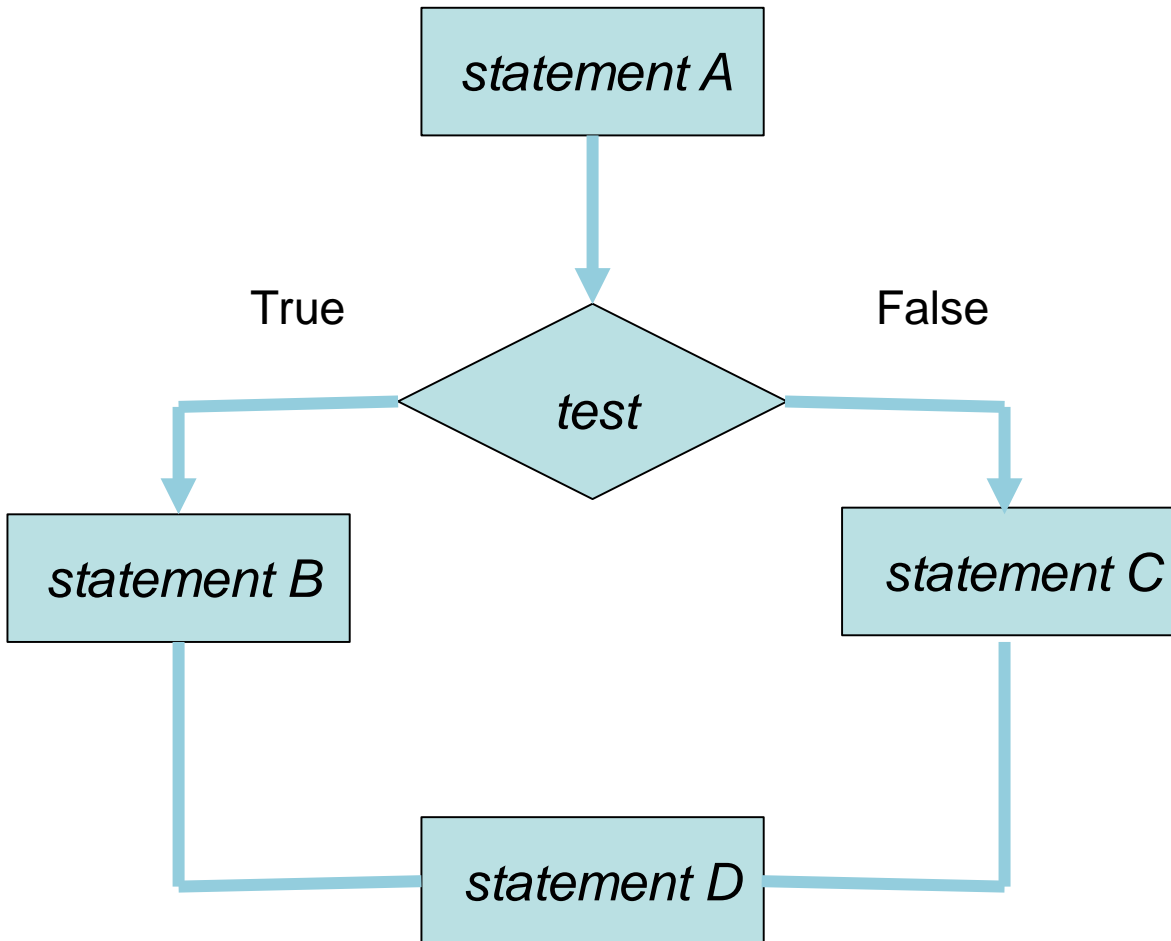 statement A
True
False
test
statement B
statement C
statement D